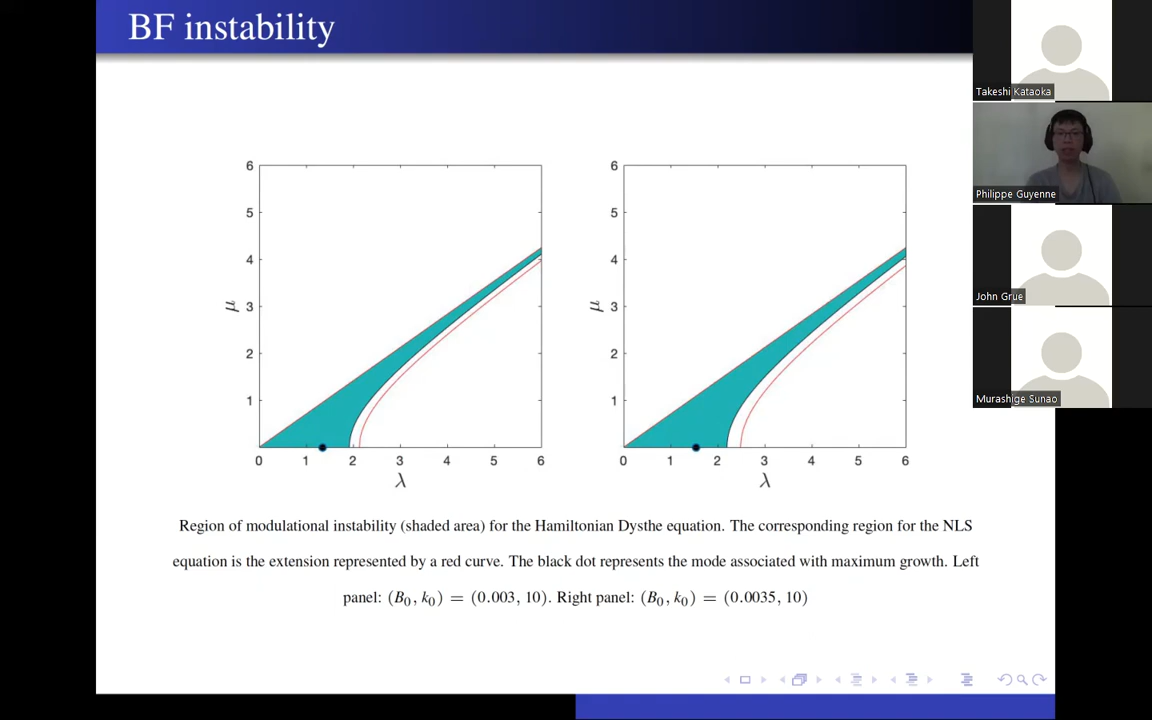 BF instability
6
5
4
3
2
1
μ
0 1 2 3 4 5 6
λ
6
5
4
3
2
1
μ
0 1 2 3 4 5 6
λ
Region of modulational instability (shaded area) for the Hamiltonian Dysthe equation. The corresponding region for the NLS
equation is the extension represented by a red curve. The black dot represents the mode associated with maximum growth. Left
panel: (B₀, k₀) = (0.003, 10). Right panel: (B₀, k₀) = (0.0035, 10)
Takeshi Kataoka
Philippe Guyenne
John Grue
Murashige Sunao